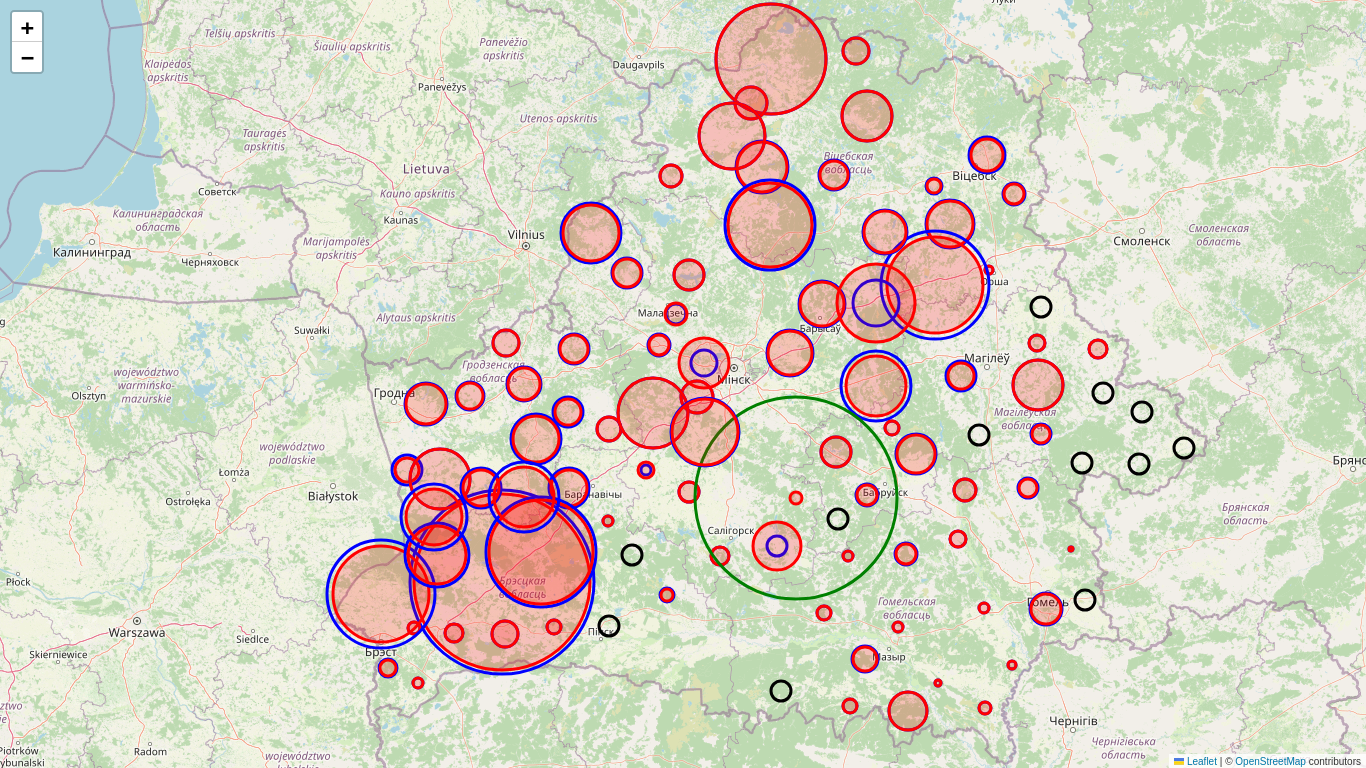 +
−
Telšių apskritis
Šiaulių apskritis
Panevėžio
apskritis
Klaipėdos
apskritis
Panevėžys
Daugavpils
Луки
Utenos apskritis
Tauragės
apskritis
Lietuva
Советск
Kauno apskritis
Kaunas
Калининградская
область
Калининград
Черняховск
Marijampolės
apskritis
Vilnius
Alytaus apskritis
Suwałki
Віцебская
вобласць
Віцебск
Смоленск
Смоленская
область
Орша
Маладзечна
Барысаў
Мінск
Магілёў
Магілёўская
вобласць
Гродзенская
вобласць
Гродна
województwo
warmińsko-
mazurskie
Olsztyn
województwo
podlaskie
Łomża
Ostrołęka
Białystok
Баранавічы
Бабруйск
Салігорск
Брянская
область
Płock
Брэсцкая
вобласць
Гомельская
вобласць
Гомель
Warszawa
Siedlce
Skierniewice
Брэст
Пінск
Мазыр
Чернігів
Чернігівська
область
Radom
województwo
Piotrków
Leaflet | © OpenStreetMap contributors